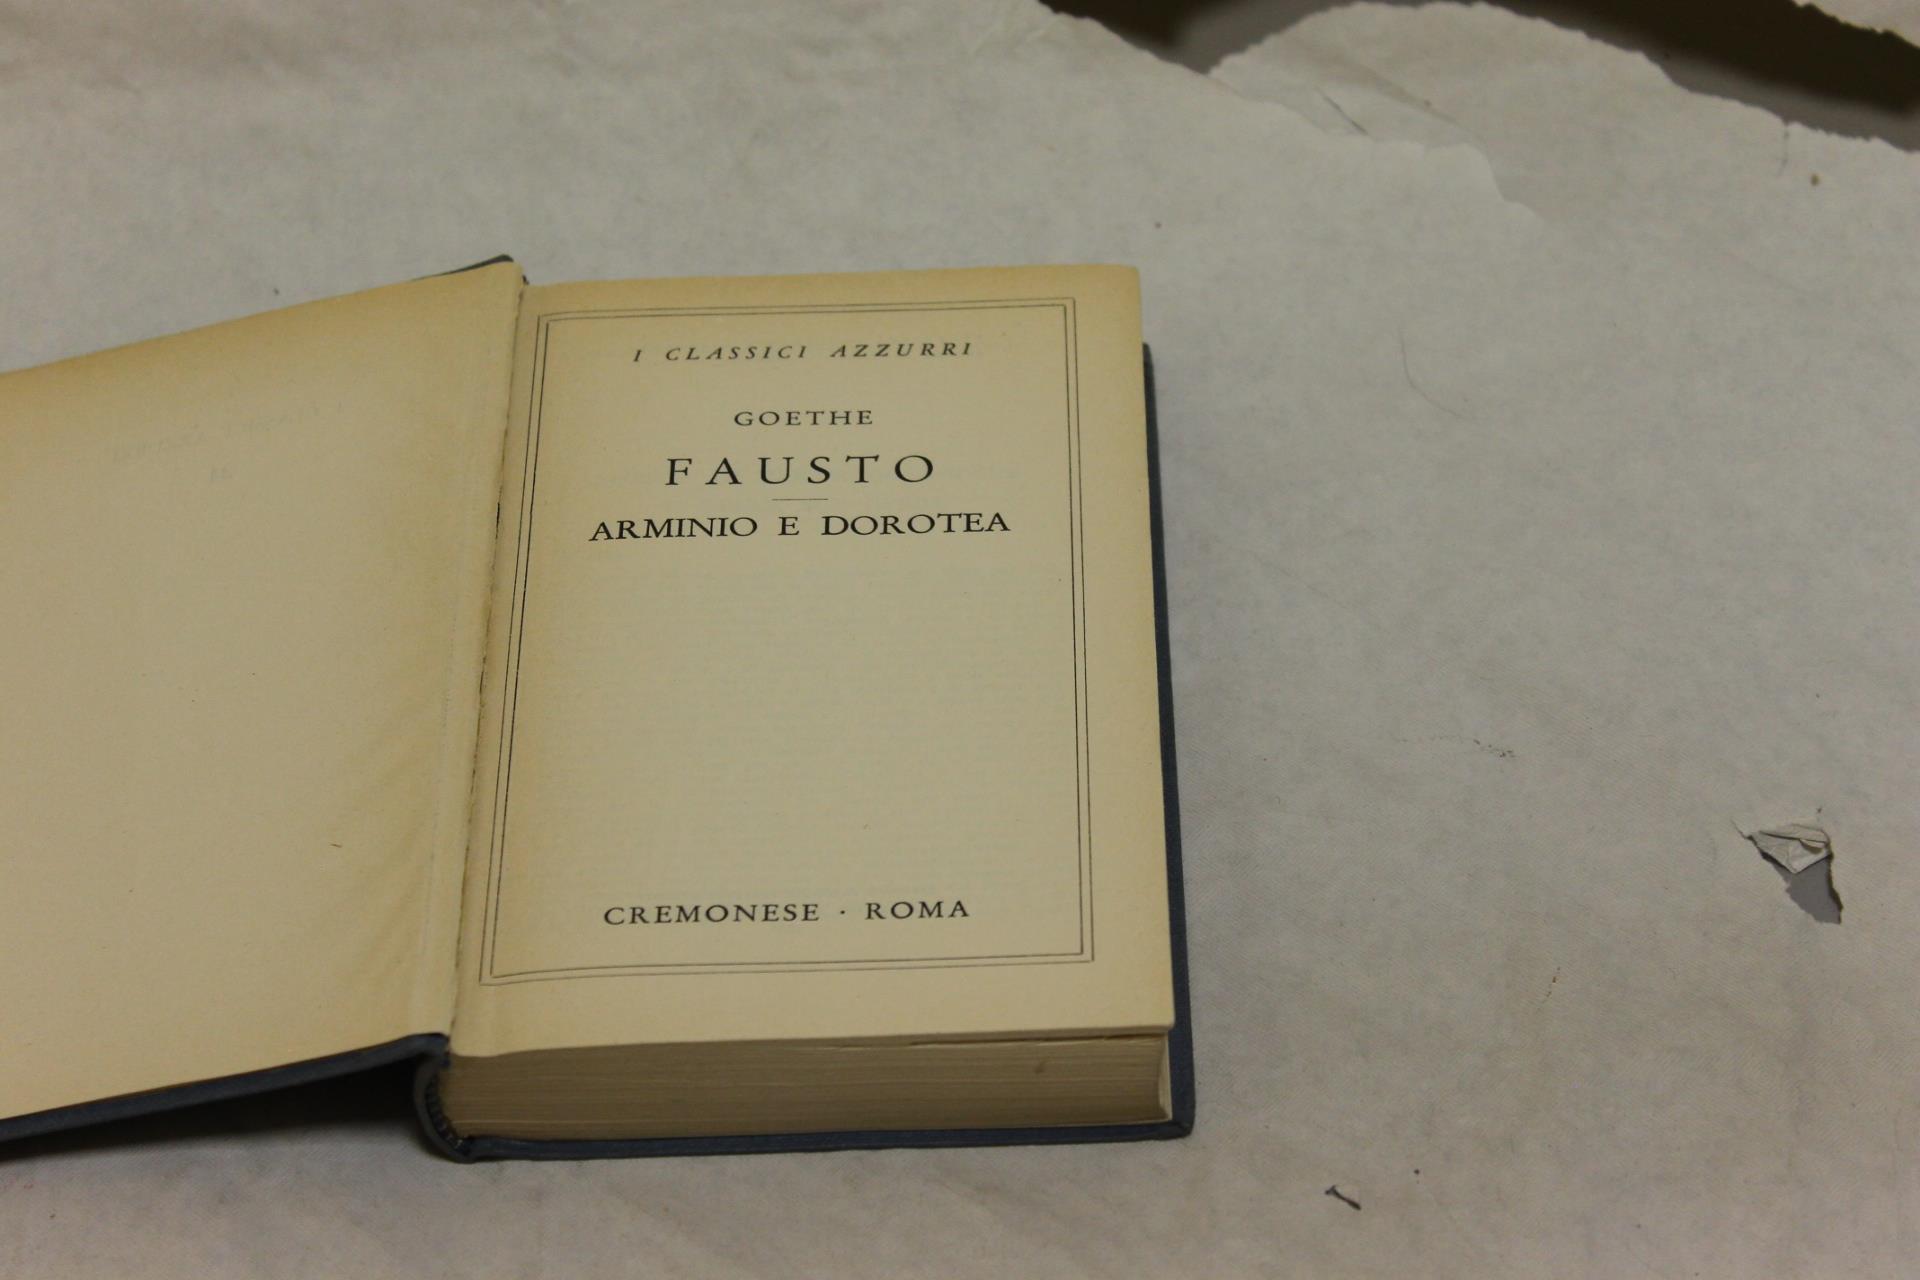 I CLASSICI AZZURRI
GOETHE
FAUSTO
ARMINIO E DOROTEA
CREMONESE · ROMA